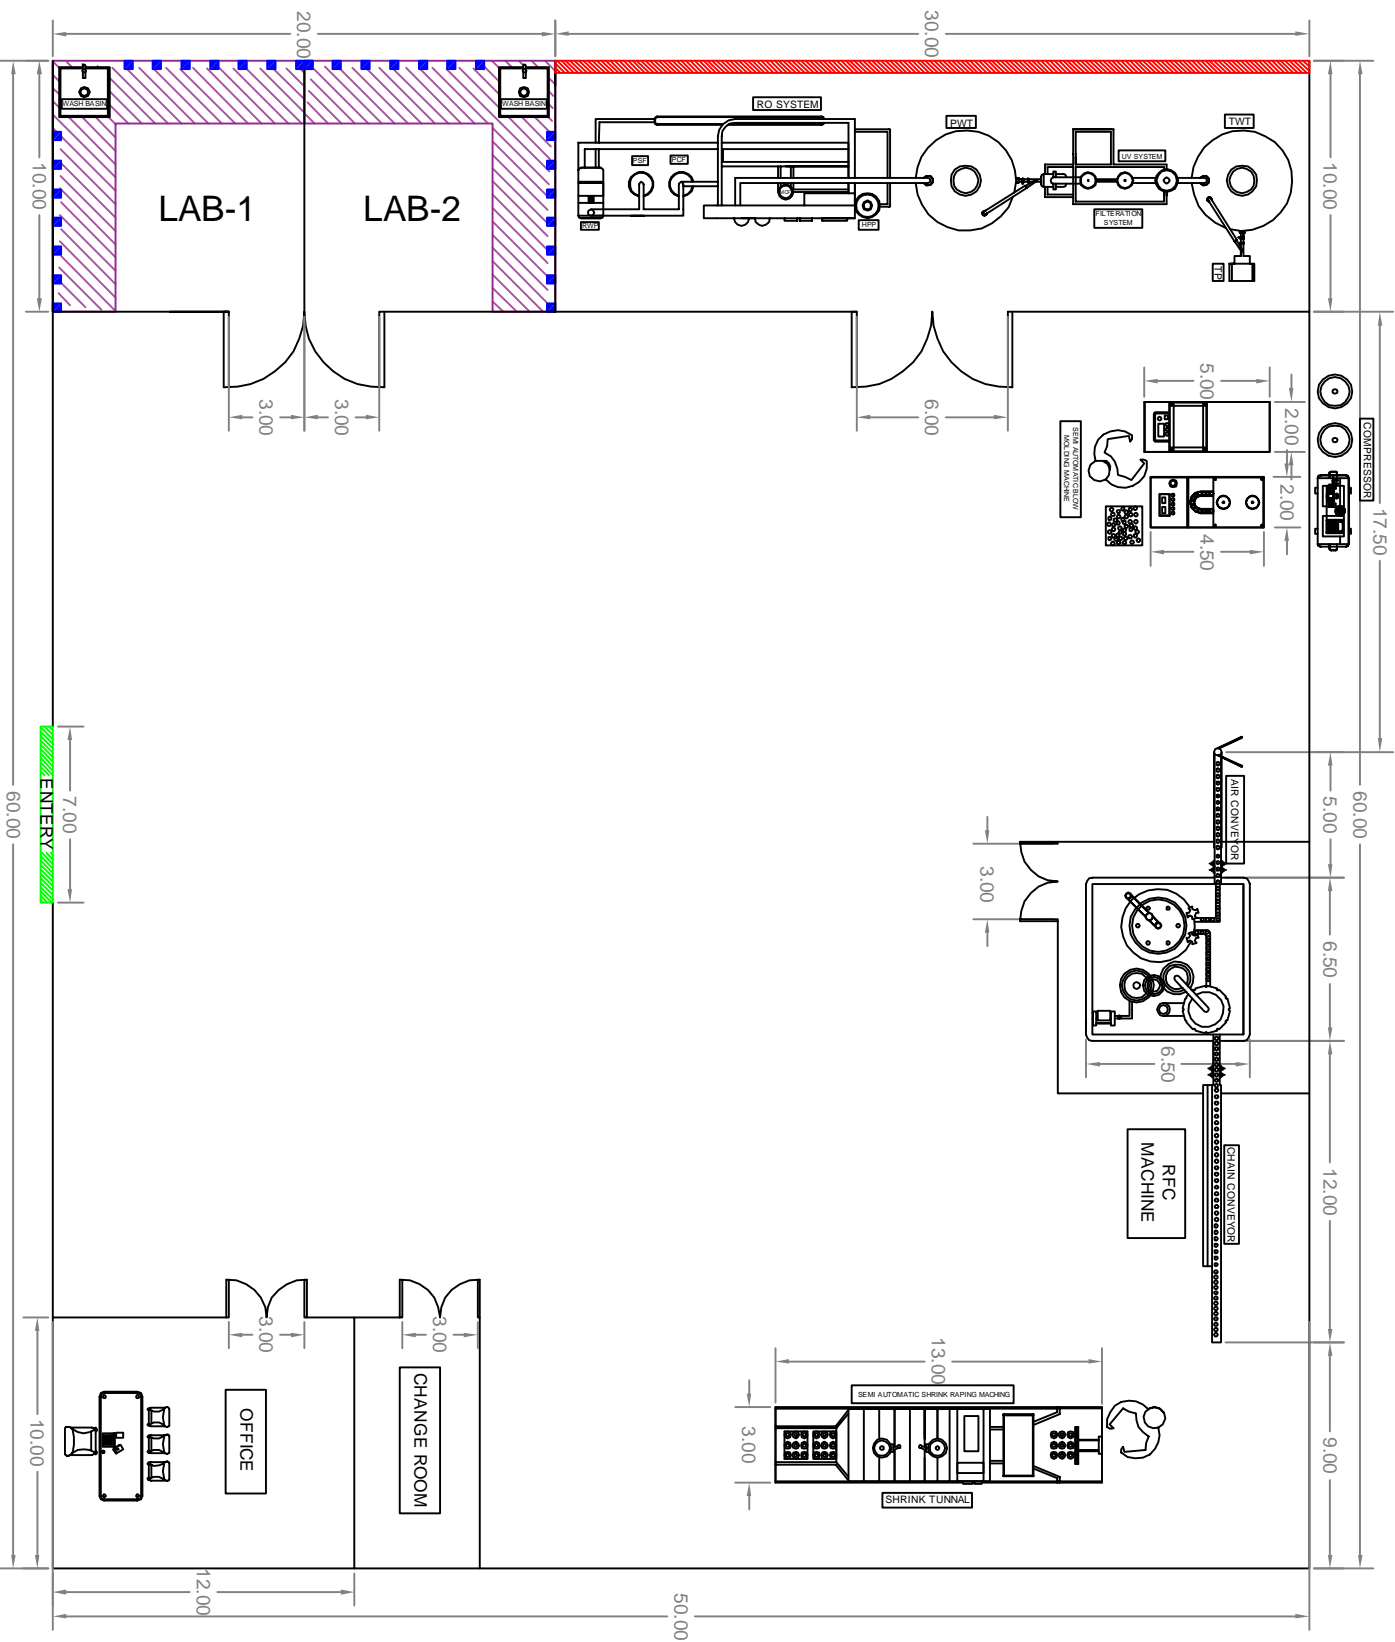 20.00
30.00
WASH BASIN
WASH BASIN
RO SYSTEM
PWT
TWT
UV SYSTEM
PSF
PCF
10.00
LAB-1
LAB-2
RWP
HPP
FILTERATION
SYSTEM
TP
10.00
3.00
3.00
6.00
5.00
2.00
2.00
4.50
SEMI AUTOMATIC BLOW
MOLDING MACHINE
COMPRESSOR
17.50
ENTERY
7.00
60.00
60.00
AIR CONVEYOR
5.00
3.00
6.50
6.50
RFC
MACHINE
CHAIN CONVEYOR
12.00
3.00
3.00
10.00
OFFICE
CHANGE ROOM
13.00
SEMI AUTOMATIC SHRINK RAPING MACHING
3.00
SHRINK TUNNAL
9.00
12.00
50.00